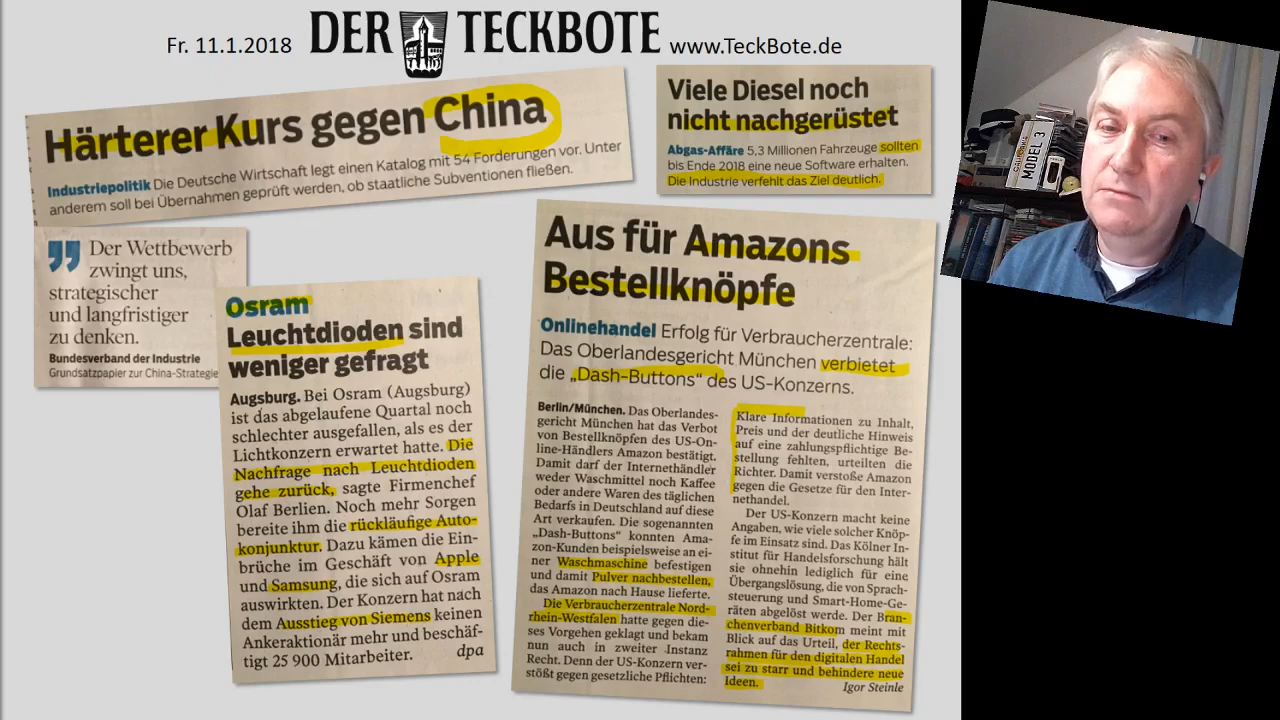 Fr. 11.1.2018
DER TECKBOTE
www.TeckBote.de
Härterer Kurs gegen China
Industriepolitik Die Deutsche Wirtschaft legt einen Katalog mit 54 Forderungen vor. Unter
anderem soll bei Übernahmen geprüft werden, ob staatliche Subventionen fließen.
Viele Diesel noch
nicht nachgerüstet
Abgas-Affäre 5,3 Millionen Fahrzeuge sollten
bis Ende 2018 eine neue Software erhalten.
Die Industrie verfehlt das Ziel deutlich.
Der Wettbewerb
zwingt uns,
strategischer
und langfristiger
zu denken.
Bundesverband der Industrie
Grundsatzpapier zur China-Strategie
Osram
Leuchtdioden sind
weniger gefragt
Augsburg. Bei Osram (Augsburg)
ist das abgelaufene Quartal noch
schlechter ausgefallen, als es der
Lichtkonzern erwartet hatte. Die
Nachfrage nach Leuchtdioden
gehe zurück, sagte Firmenchef
Olaf Berlien. Noch mehr Sorgen
bereite ihm die rückläufige Auto-
konjunktur. Dazu kämen die Ein-
brüche im Geschäft von Apple
und Samsung, die sich auf Osram
auswirkten. Der Konzern hat nach
dem Ausstieg von Siemens keinen
Ankeraktionär mehr und beschäf-
tigt 25 900 Mitarbeiter. dpa
Aus für Amazons
Bestellknöpfe
Onlinehandel Erfolg für Verbraucherzentrale:
Das Oberlandesgericht München verbietet
die „Dash-Buttons“ des US-Konzerns.
Berlin/München. Das Oberlandes-
gericht München hat das Verbot
von Bestellknöpfen des US-On-
line-Händlers Amazon bestätigt.
Damit darf der Internethändler
weder Waschmittel noch Kaffee
oder andere Waren des täglichen
Bedarfs in Deutschland auf diese
Art verkaufen. Die sogenannten
„Dash-Buttons“ konnten Ama-
zon-Kunden beispielsweise an ei-
ner Waschmaschine befestigen
und damit Pulver nachbestellen,
das Amazon nach Hause lieferte.
Die Verbraucherzentrale Nord-
rhein-Westfalen hatte gegen die-
ses Vorgehen geklagt und bekam
nun auch in zweiter Instanz
Recht. Denn der US-Konzern ver-
stößt gegen gesetzliche Pflichten:
Klare Informationen zu Inhalt,
Preis und der deutliche Hinweis
auf eine zahlungspflichtige Be-
stellung fehlten, urteilten die
Richter. Damit verstoße Amazon
gegen die Gesetze für den Inter-
nethandel.
Der US-Konzern macht keine
Angaben, wie viele solcher Knöp-
fe im Einsatz sind. Das Kölner In-
stitut für Handelsforschung hält
sie ohnehin lediglich für eine
Übergangslösung, die von Sprach-
steuerung und Smart-Home-Ge-
räten abgelöst werde. Der Bran-
chenverband Bitkom meint mit
Blick auf das Urteil, der Rechts-
rahmen für den digitalen Handel
sei zu starr und behindere neue
Ideen. Igor Steinle
MODEL 3